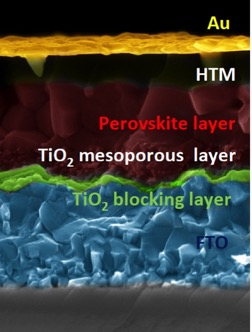 Au
HTM
Perovskite layer
TiO₂ mesoporous layer
TiO₂ blocking layer
FTO